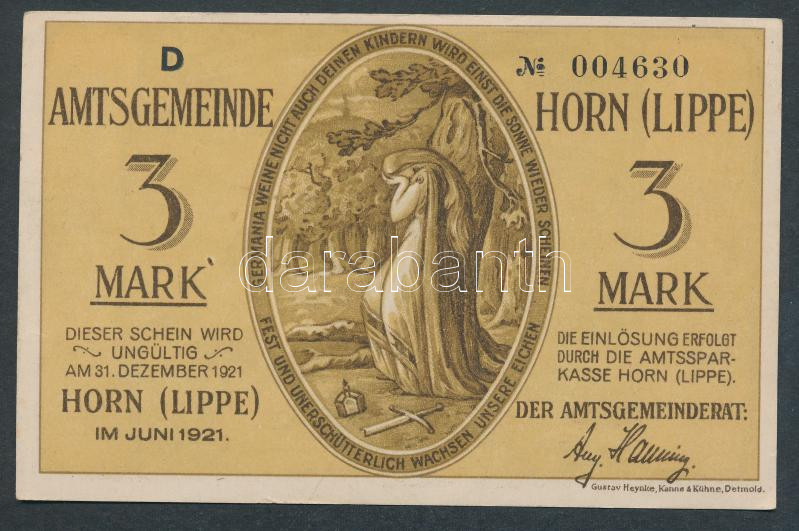 D
№ 004630
AMTSGEMEINDE
HORN (LIPPE)
3
MARK
3
MARK
GERMANIA WEINE NICHT AUCH DEINEN KINDERN WIRD EINST DIE SONNE WIEDER SCHEINEN
FEST UND UNERSCHÜTTERLICH WACHSEN UNSERE EICHEN
darabanth
DIESER SCHEIN WIRD
UNGÜLTIG
AM 31. DEZEMBER 1921
HORN (LIPPE)
IM JUNI 1921.
DIE EINLÖSUNG ERFOLGT
DURCH DIE AMTSSPAR-
KASSE HORN (LIPPE).
DER AMTSGEMEINDERAT:
Gustav Heynke, Kanne & Kühne, Detmold.